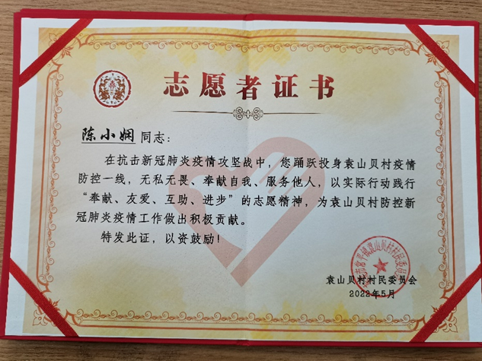 志愿者证书
陈小娴 同志：
在抗击新冠肺炎疫情攻坚战中，您踊跃投身袁山贝村疫情
防控一线，无私无畏、奉献自我、服务他人，以实际行动践行
“奉献、友爱、互助、进步”的志愿精神，为袁山贝村防控新
冠肺炎疫情工作做出积极贡献。
特发此证，以资鼓励！
袁山贝村村民委员会
2022年5月